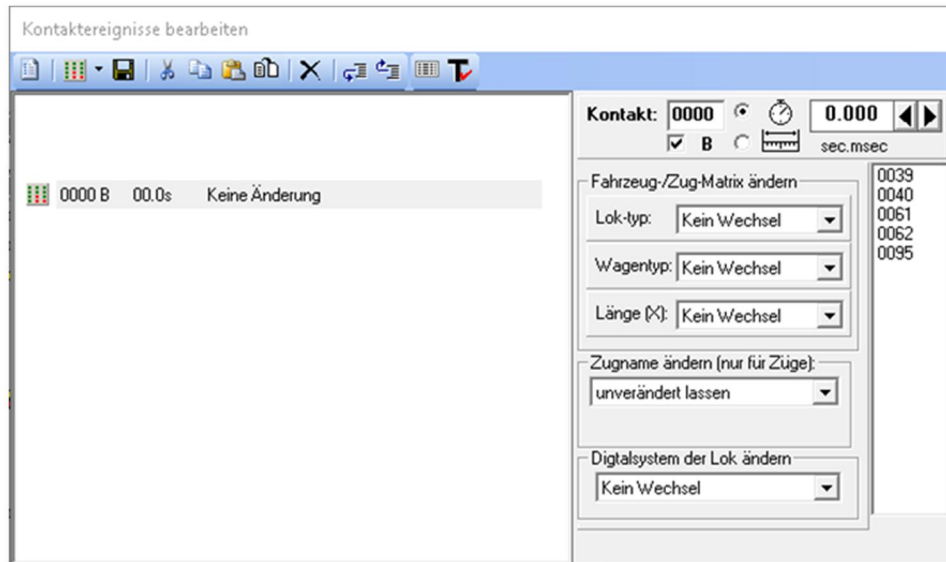 Kontaktereignisse bearbeiten
0000 B 00.0s Keine Änderung
Kontakt: 0000 0.000
B sec.msec
Fahrzeug-/Zug-Matrix ändern
Lok-typ: Kein Wechsel
Wagentyp: Kein Wechsel
Länge (X): Kein Wechsel
Zugname ändern (nur für Züge):
unverändert lassen
Digtalsystem der Lok ändern
Kein Wechsel
0039
0040
0061
0062
0095